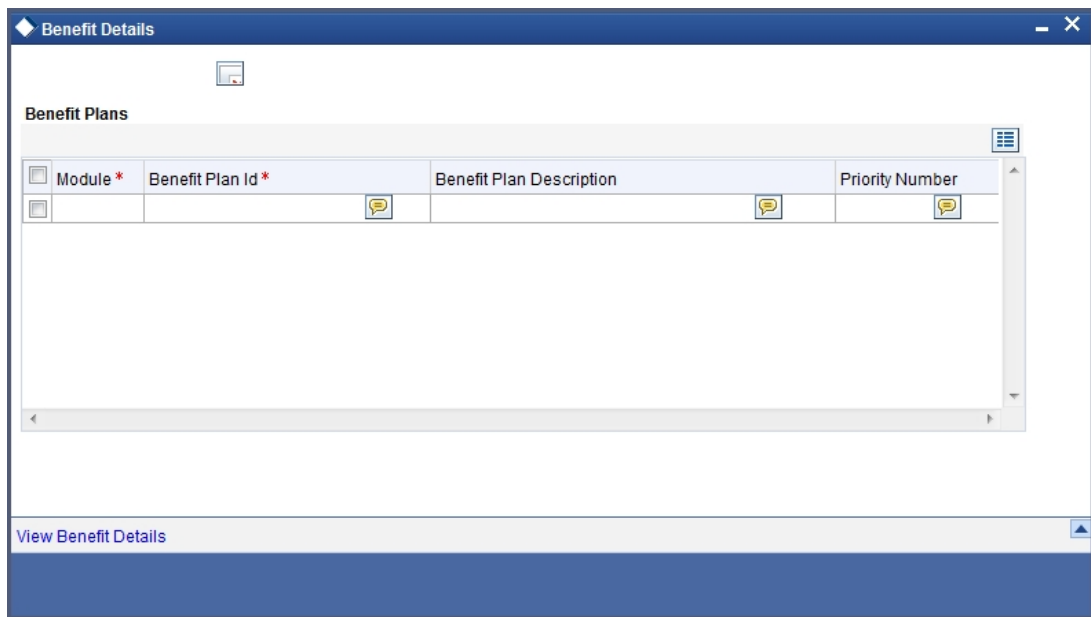 Benefit Details
Benefit Plans
Module * Benefit Plan Id * Benefit Plan Description Priority Number
View Benefit Details